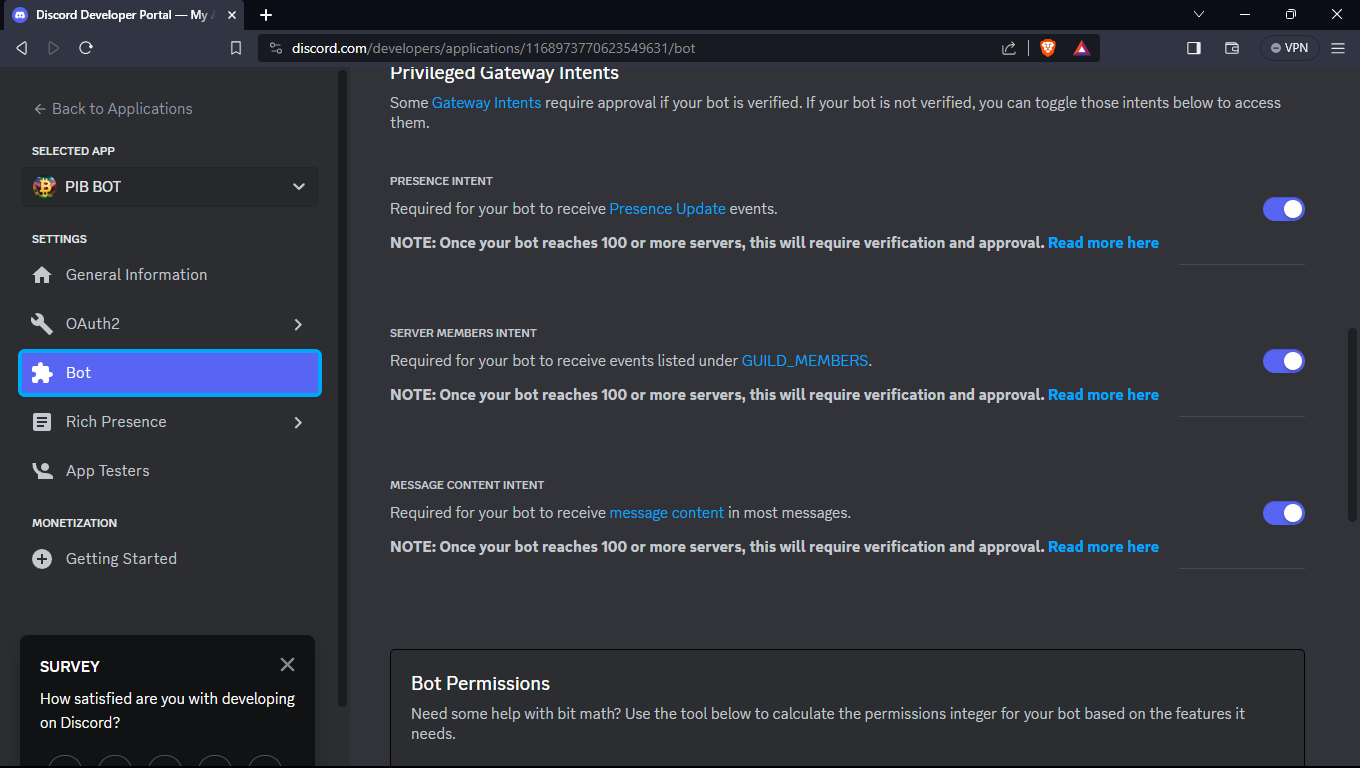 Discord Developer Portal — My A
discord.com/developers/applications/1168973770623549631/bot
VPN
← Back to Applications
SELECTED APP
PIB BOT
SETTINGS
General Information
OAuth2
Bot
Rich Presence
App Testers
MONETIZATION
Getting Started
SURVEY
How satisfied are you with developing
on Discord?
Privileged Gateway Intents
Some Gateway Intents require approval if your bot is verified. If your bot is not verified, you can toggle those intents below to access
them.
PRESENCE INTENT
Required for your bot to receive Presence Update events.
NOTE: Once your bot reaches 100 or more servers, this will require verification and approval. Read more here
SERVER MEMBERS INTENT
Required for your bot to receive events listed under GUILD_MEMBERS.
NOTE: Once your bot reaches 100 or more servers, this will require verification and approval. Read more here
MESSAGE CONTENT INTENT
Required for your bot to receive message content in most messages.
NOTE: Once your bot reaches 100 or more servers, this will require verification and approval. Read more here
Bot Permissions
Need some help with bit math? Use the tool below to calculate the permissions integer for your bot based on the features it
needs.